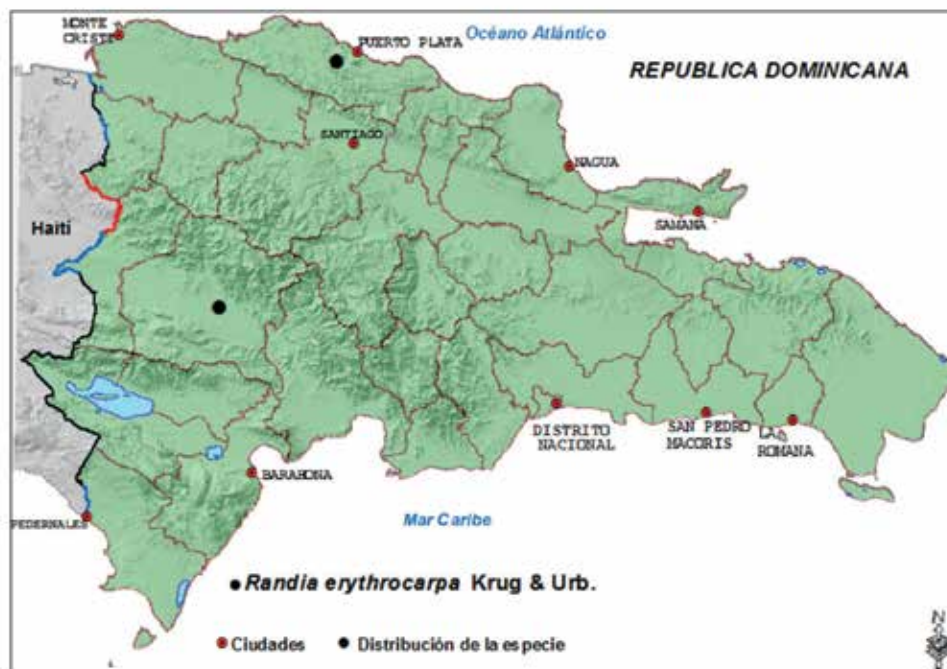 MONTE
CRISTI
PUERTO PLATA
Océano Atlántico
REPUBLICA DOMINICANA
SANTIAGO
NAGUA
Haití
SAMANA
DISTRITO
NACIONAL
SAN PEDRO
MACORIS
LA
ROMANA
BARAHONA
PEDERNALES
Mar Caribe
Randia erythrocarpa Krug & Urb.
Ciudades
Distribución de la especie